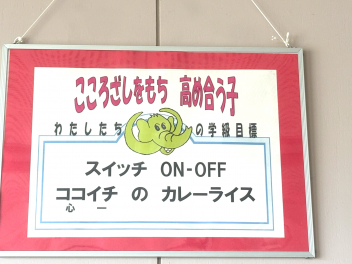 こころざしをもち 高め合う子
わたしたちの学級目標
スイッチ ON-OFF
ココイチ の カレーライス
心 一